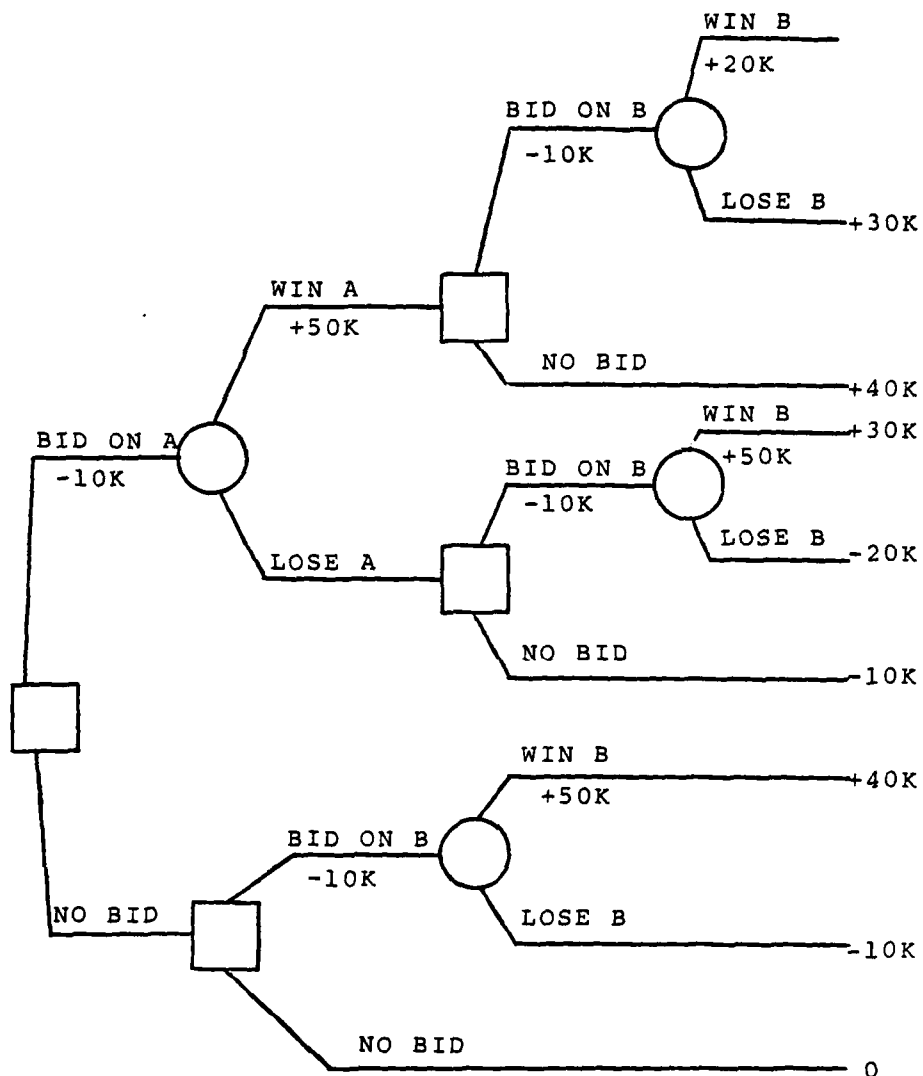 WIN B
+20K
BID ON B
-10K
LOSE B
+30K
WIN A
+50K
NO BID
+40K
WIN B
+30K
+50K
BID ON A
-10K
BID ON B
-10K
LOSE B
-20K
LOSE A
NO BID
-10K
WIN B
+40K
+50K
BID ON B
-10K
NO BID
LOSE B
-10K
NO BID
0